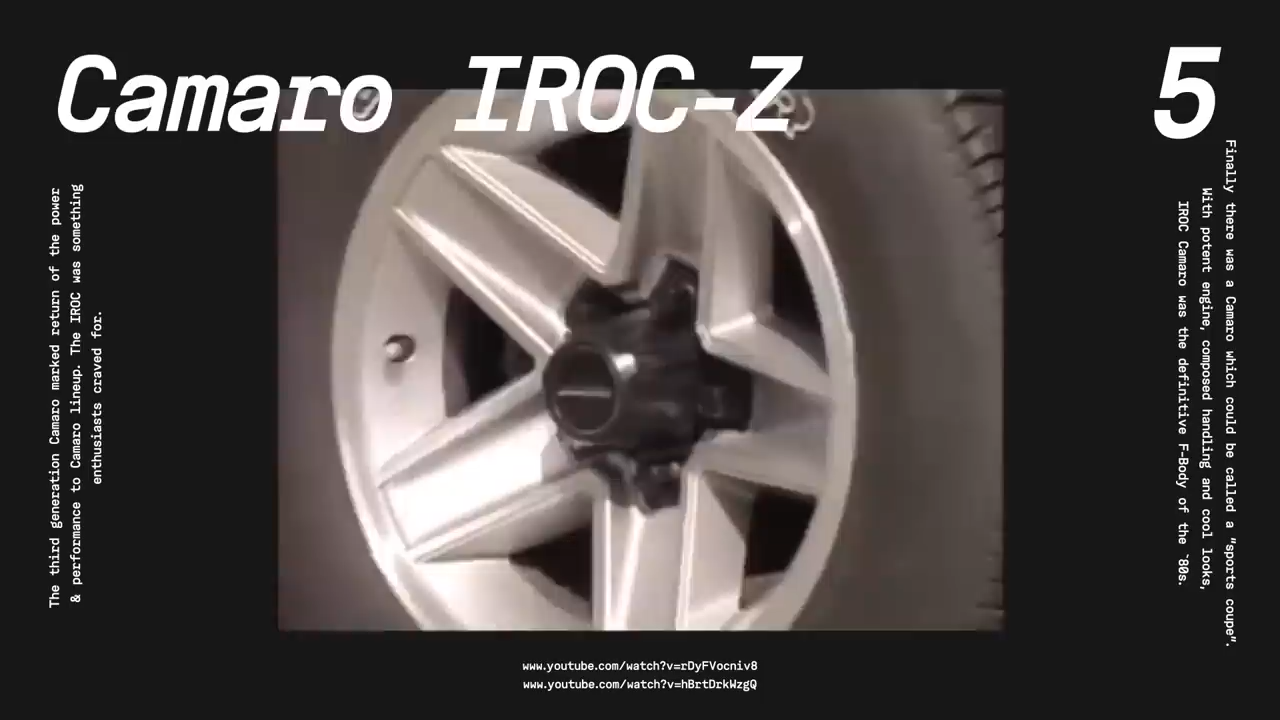 Camaro IROC-Z
5
The third generation Camaro marked return of the power
& performance to Camaro lineup. The IROC was something
enthusiasts craved for.
Finally there was a Camaro which could be called a "sports coupe".
With potent engine, composed handling and cool looks,
IROC Camaro was the definitive F-Body of the `80s.
www.youtube.com/watch?v=rDyFVocniv8
www.youtube.com/watch?v=hBrtDrkWzgQ